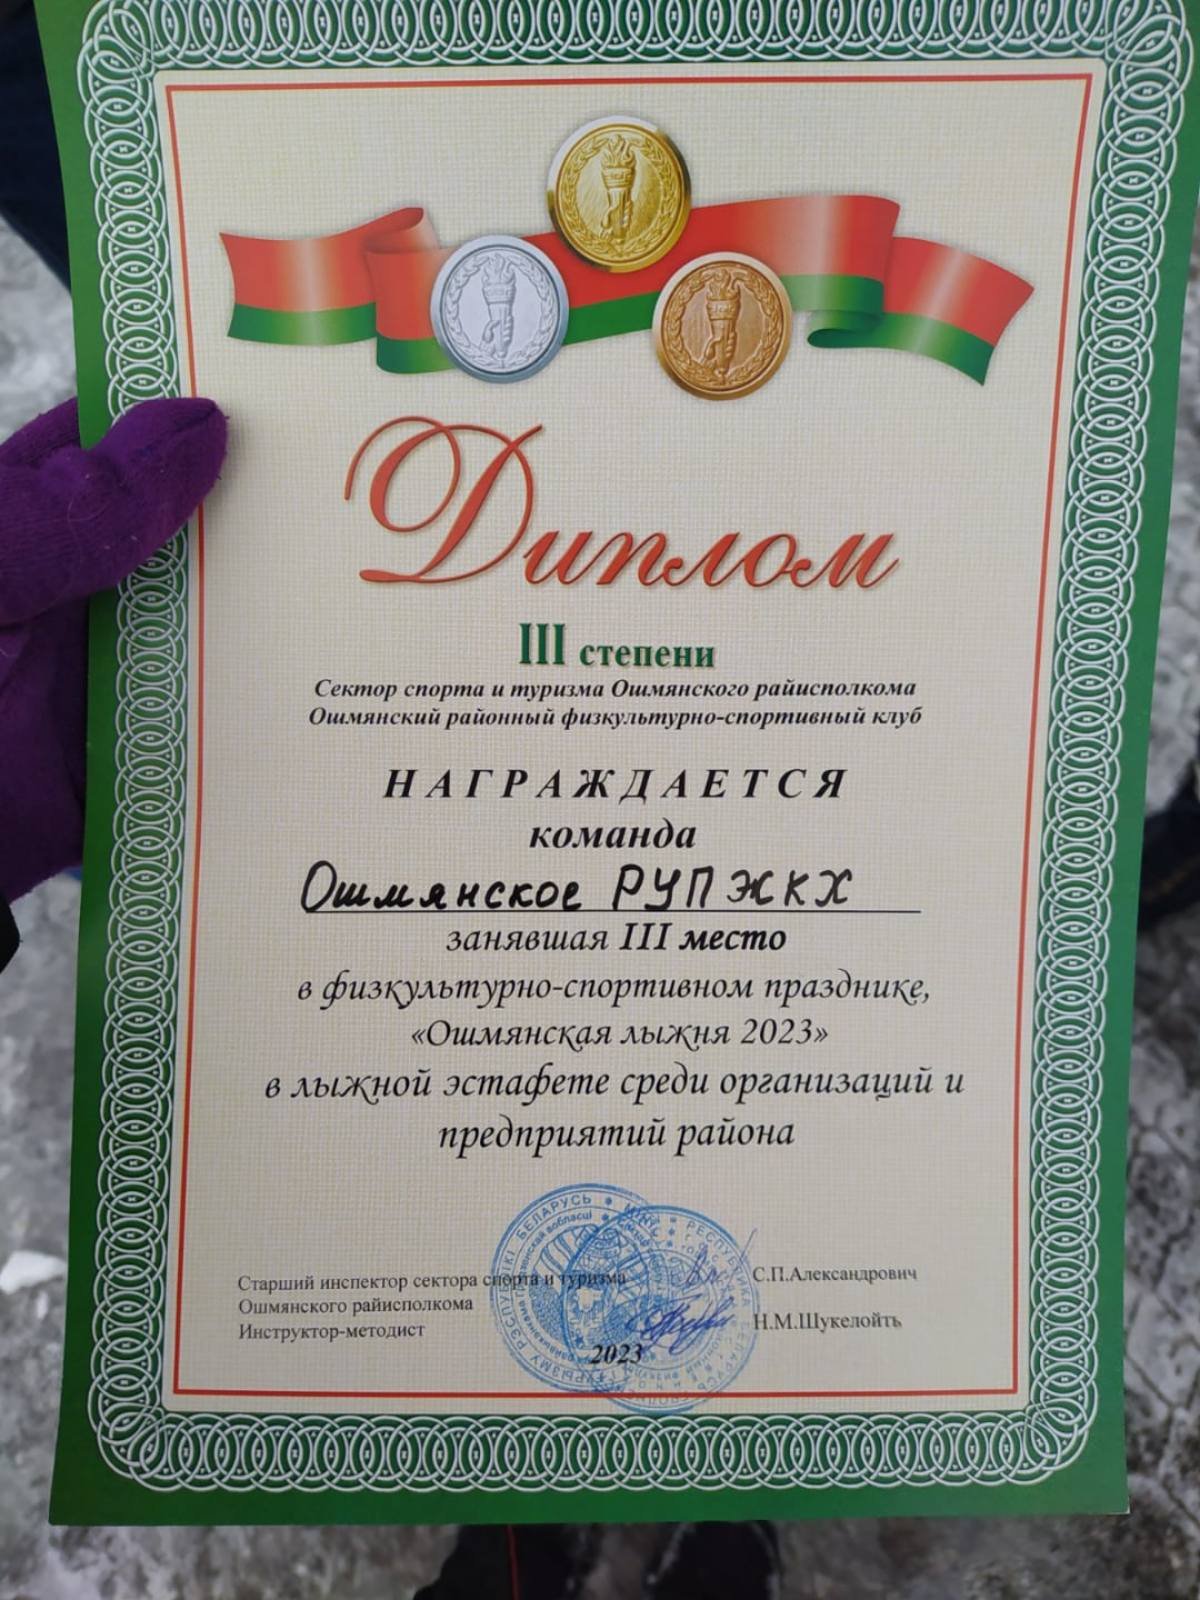 Диплом
III степени
Сектор спорта и туризма Ошмянского райисполкома
Ошмянский районный физкультурно-спортивный клуб
НАГРАЖДАЕТСЯ
команда
Ошмянское РУП ЖКХ
занявшая III место
в физкультурно-спортивном празднике,
«Ошмянская лыжня 2023»
в лыжной эстафете среди организаций и
предприятий района
Старший инспектор сектора спорта и туризма С.П.Александрович
Ошмянского райисполкома
Инструктор-методист Н.М.Шукелойть
2023